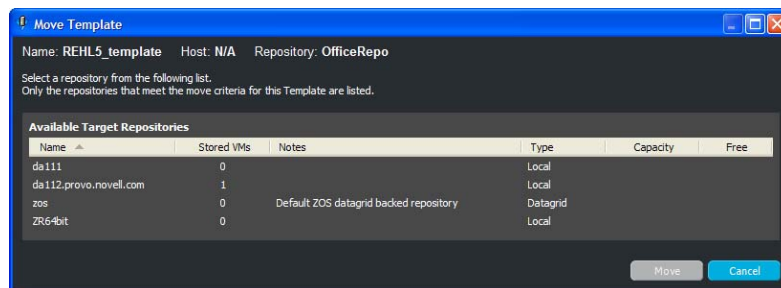 Move Template
Name: REHL5_template Host: N/A Repository: OfficeRepo
Select a repository from the following list.
Only the repositories that meet the move criteria for this Template are listed.
Available Target Repositories
Name Stored VMs Notes Type Capacity Free
da111 0 Local
da112.provo.novell.com 1 Local
zos 0 Default ZOS datagrid backed repository Datagrid
ZR64bit 0 Local
Move Cancel